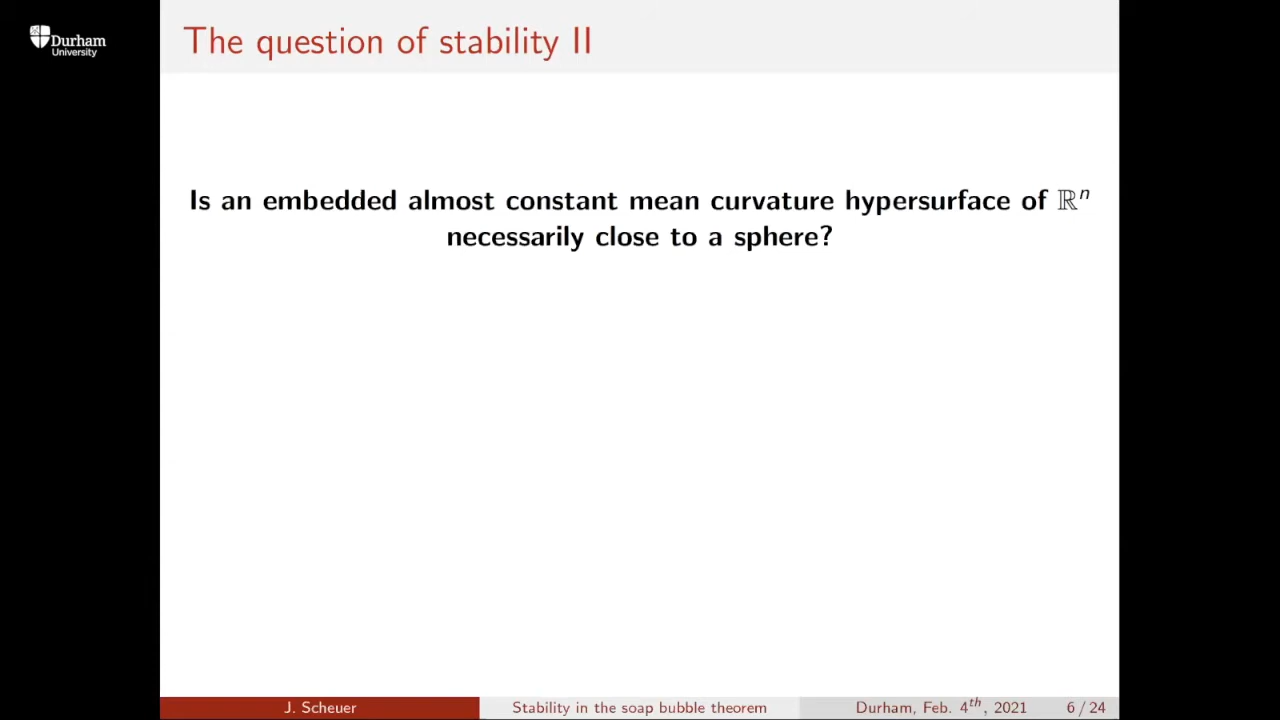 Durham
University
The question of stability II
Is an embedded almost constant mean curvature hypersurface of ℝⁿ
necessarily close to a sphere?
J. Scheuer
Stability in the soap bubble theorem
Durham, Feb. 4ᵗʰ, 2021
6 / 24